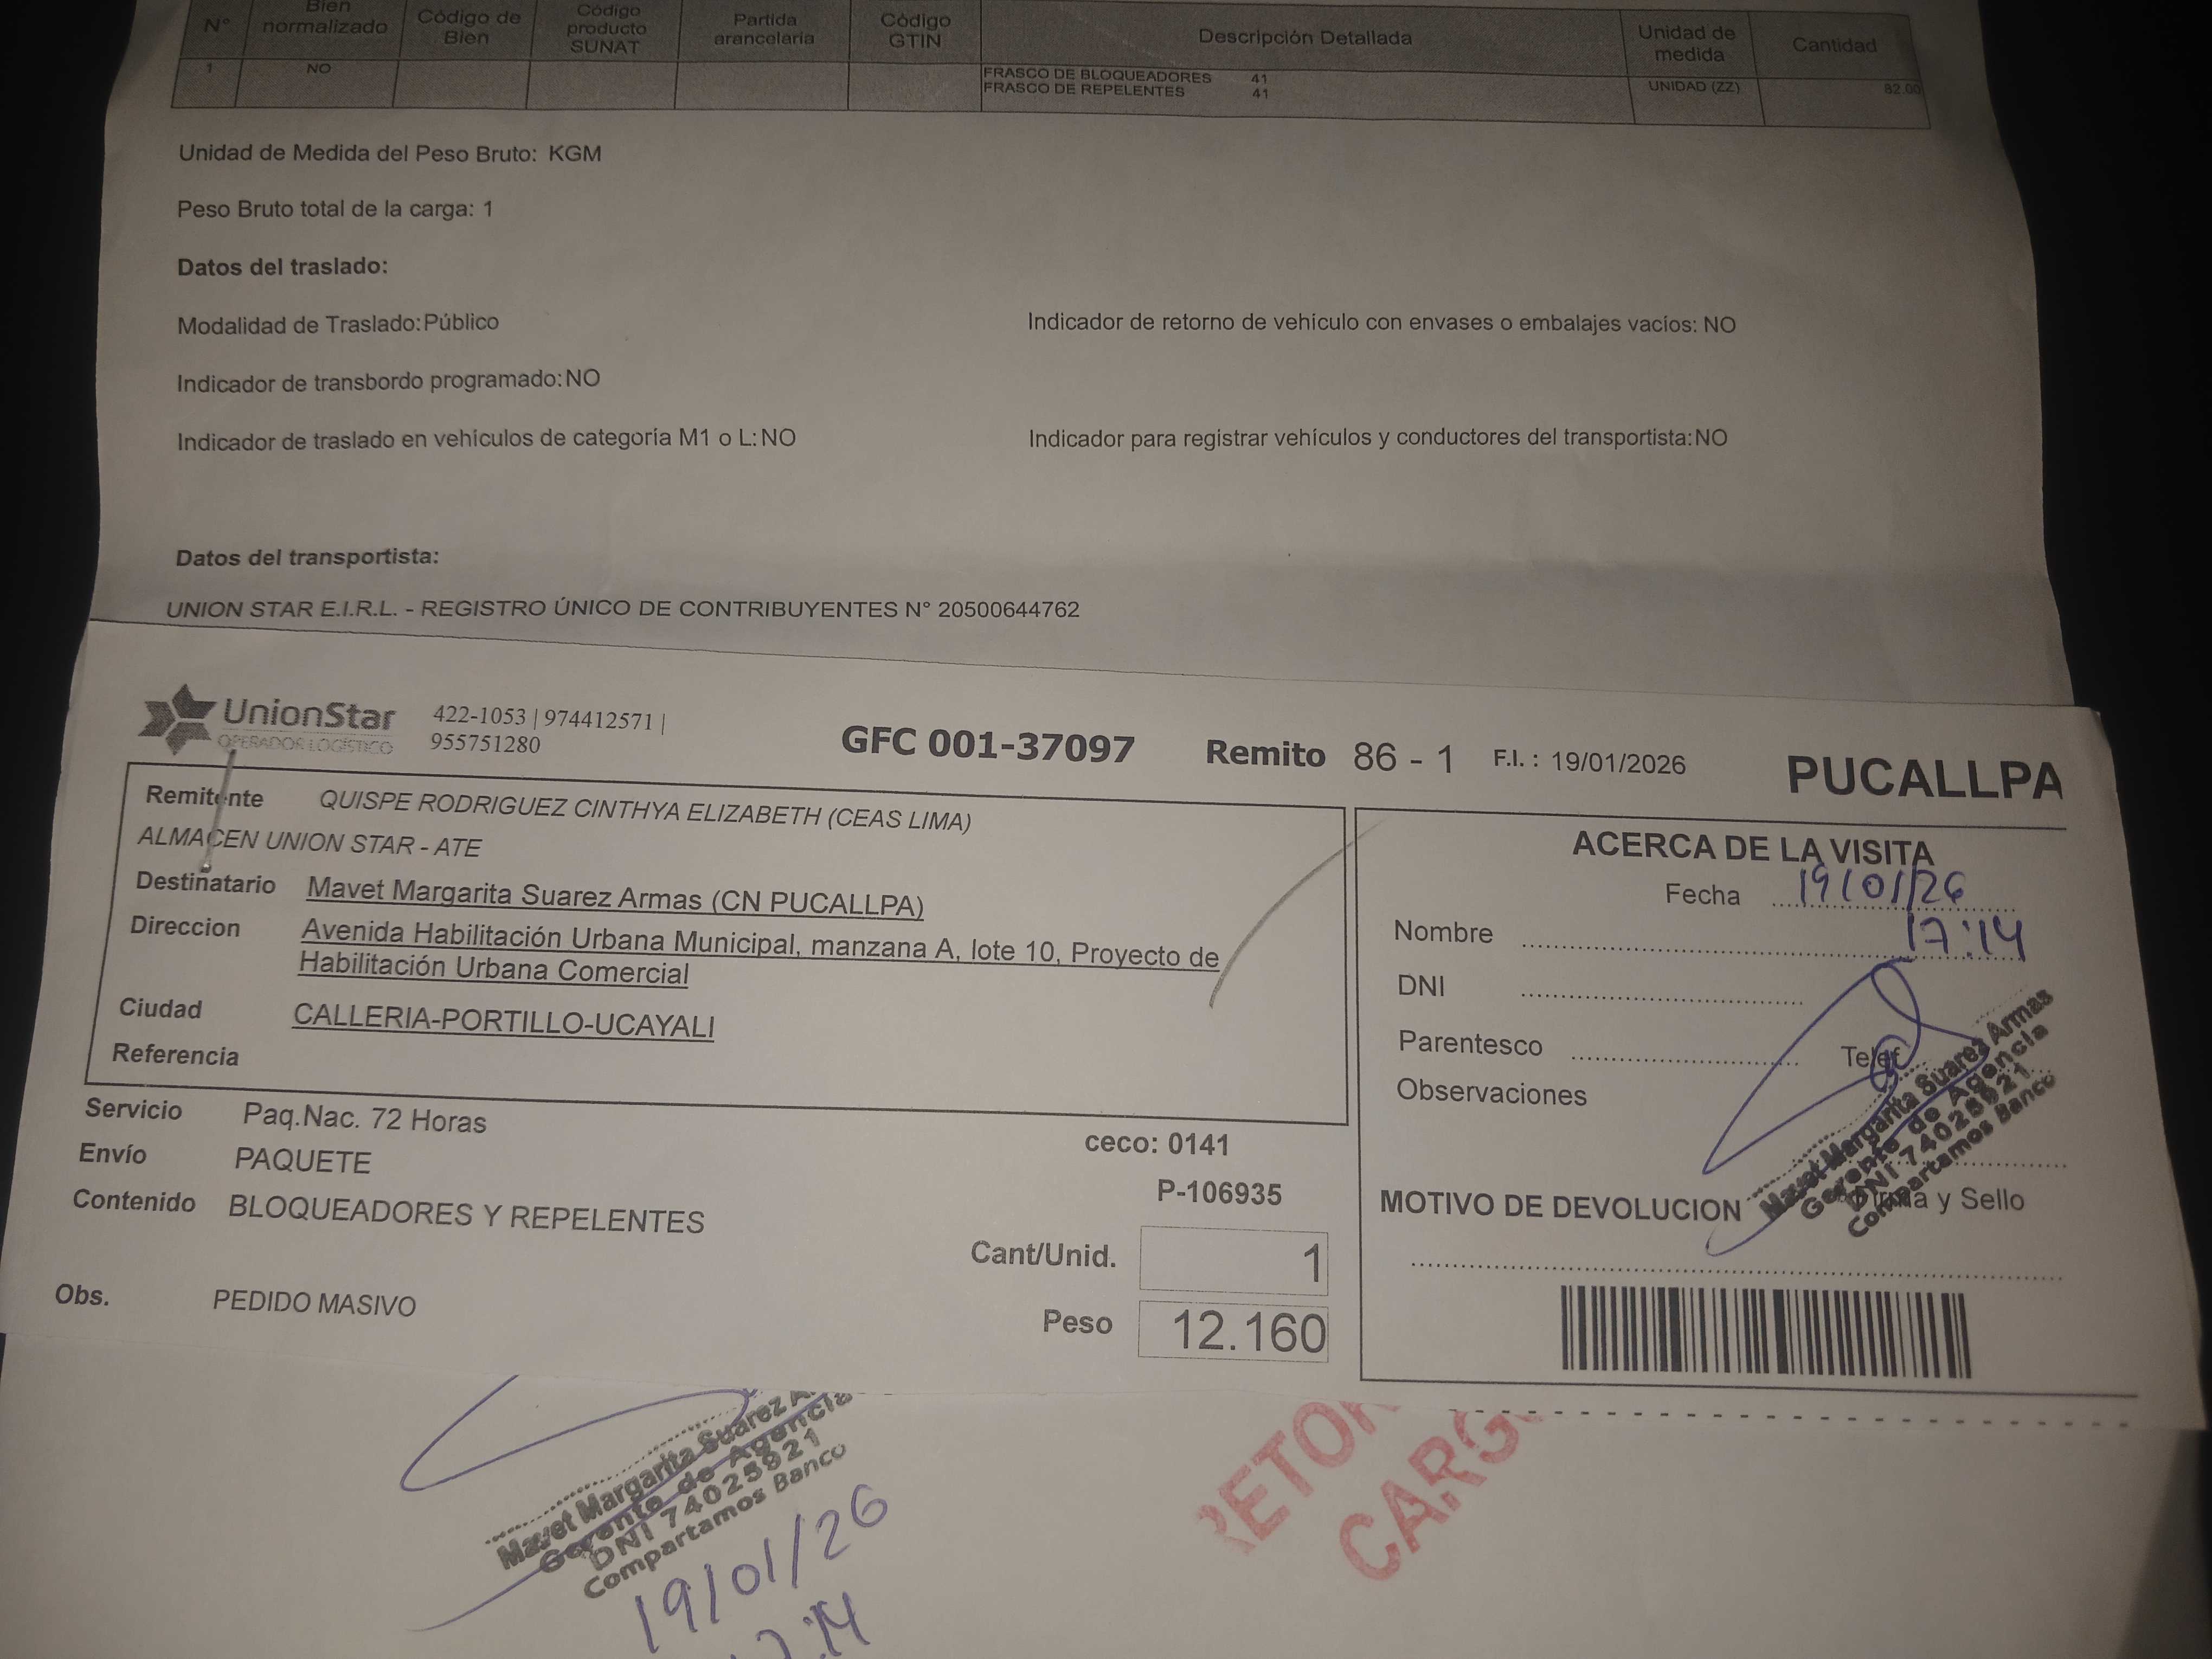 N° Bien normalizado Código de Bien Código producto SUNAT Partida arancelaria Código GTIN Descripción Detallada Unidad de medida Cantidad
1 NO FRASCO DE BLOQUEADORES 41 UNIDAD (ZZ) 82.00
FRASCO DE REPELENTES 41
Unidad de Medida del Peso Bruto: KGM
Peso Bruto total de la carga: 1
Datos del traslado:
Modalidad de Traslado: Público Indicador de retorno de vehículo con envases o embalajes vacíos: NO
Indicador de transbordo programado: NO
Indicador de traslado en vehículos de categoría M1 o L: NO Indicador para registrar vehículos y conductores del transportista: NO
Datos del transportista:
UNION STAR E.I.R.L. - REGISTRO ÚNICO DE CONTRIBUYENTES N° 20500644762
UnionStar
OPERADOR LOGÍSTICO
422-1053 | 974412571 |
955751280
GFC 001-37097 Remito 86 - 1 F.I. : 19/01/2026 PUCALLPA
Remitente QUISPE RODRIGUEZ CINTHYA ELIZABETH (CEAS LIMA)
ALMACEN UNION STAR - ATE
Destinatario Mavet Margarita Suarez Armas (CN PUCALLPA)
Direccion Avenida Habilitación Urbana Municipal, manzana A, lote 10, Proyecto de
Habilitación Urbana Comercial
Ciudad CALLERIA-PORTILLO-UCAYALI
Referencia
Servicio Paq.Nac. 72 Horas
Envío PAQUETE
Contenido BLOQUEADORES Y REPELENTES
Obs. PEDIDO MASIVO
ceco: 0141
P-106935
Cant/Unid. 1
Peso 12.160
ACERCA DE LA VISITA
Fecha 19/01/26
Nombre 17:14
DNI
Parentesco Telef
Observaciones
Mavet Margarita Suarez Armas
Gerente de Agencia
DNI 74025921
Compartamos Banco
MOTIVO DE DEVOLUCION y Sello
Mavet Margarita Suarez
Gerente de Agencia
DNI 74025921
Compartamos Banco
19/01/26
RETOR
CARG